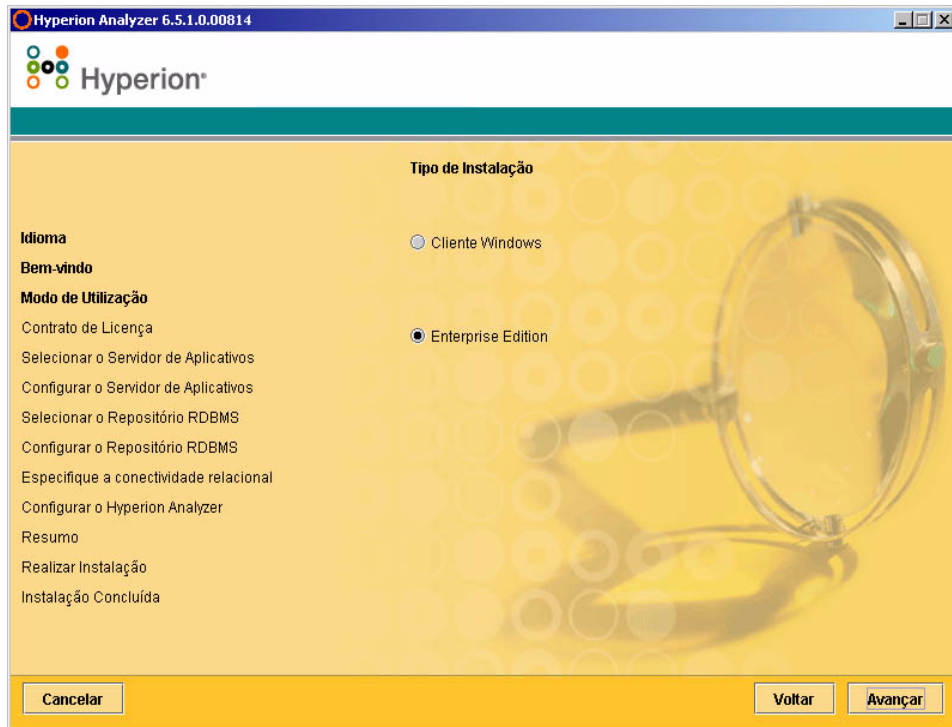 Hyperion Analyzer 6.5.1.0.00814
Hyperion
Tipo de Instalação
Idioma
Bem-vindo
Modo de Utilização
Contrato de Licença
Selecionar o Servidor de Aplicativos
Configurar o Servidor de Aplicativos
Selecionar o Repositório RDBMS
Configurar o Repositório RDBMS
Especifique a conectividade relacional
Configurar o Hyperion Analyzer
Resumo
Realizar Instalação
Instalação Concluída
Cliente Windows
Enterprise Edition
Cancelar
Voltar
Avançar